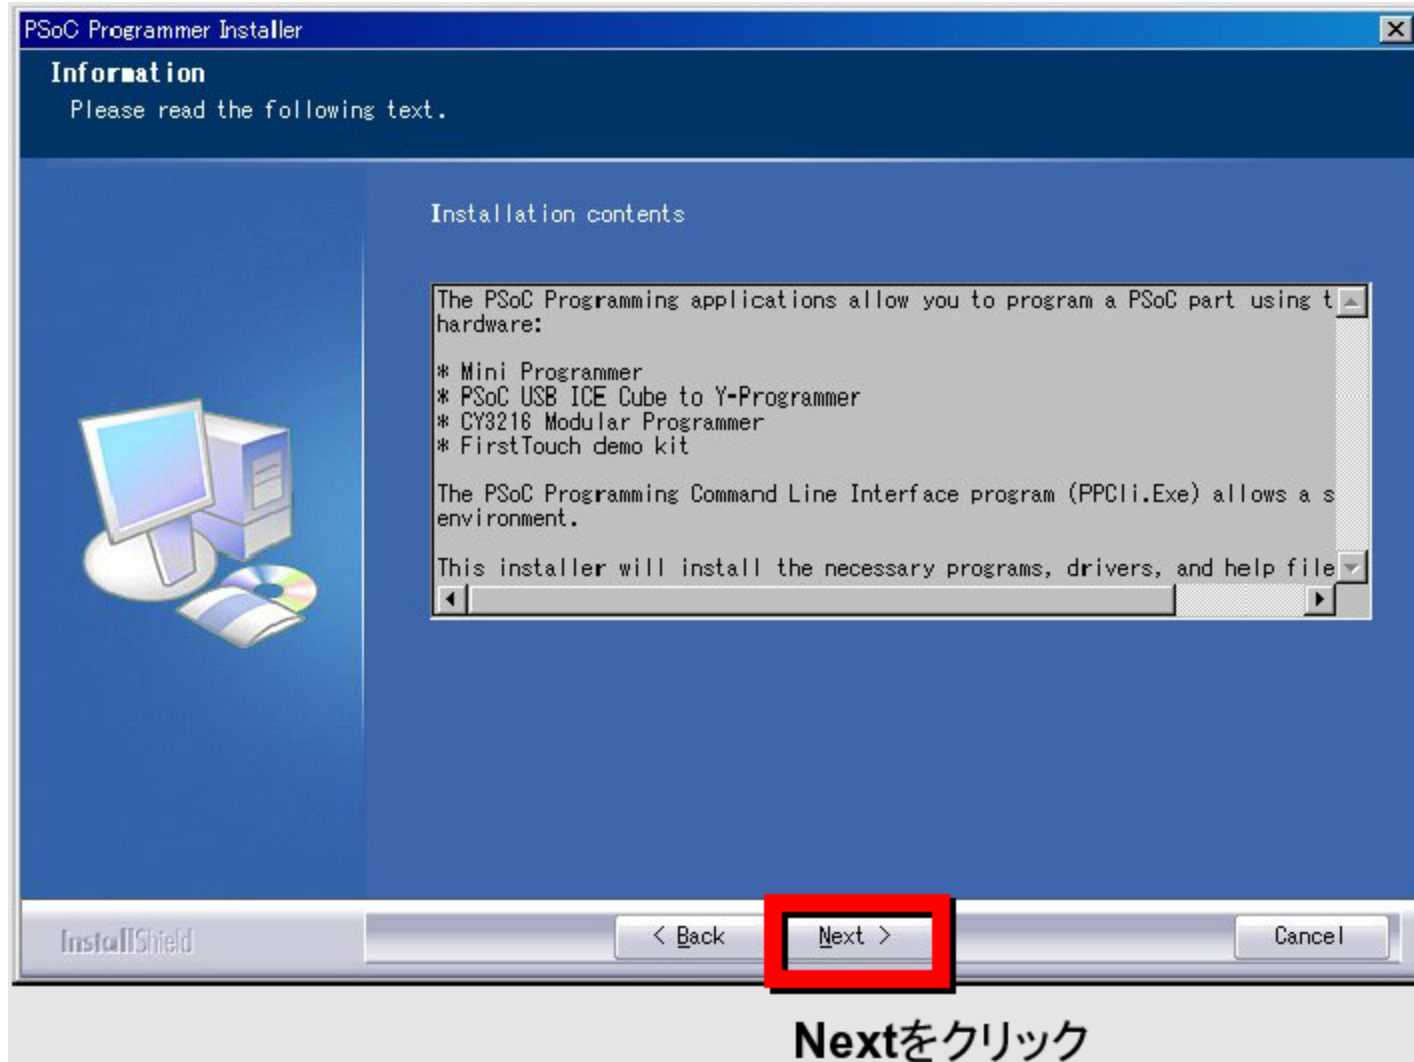 PSoC Programmer Installer
Information
Please read the following text.
Installation contents
The PSoC Programming applications allow you to program a PSoC part using t
hardware:
* Mini Programmer
* PSoC USB ICE Cube to Y-Programmer
* CY3216 Modular Programmer
* FirstTouch demo kit
The PSoC Programming Command Line Interface program (PPCli.Exe) allows a s
environment.
This installer will install the necessary programs, drivers, and help file
InstallShield
< Back
Next >
Cancel
Nextをクリック